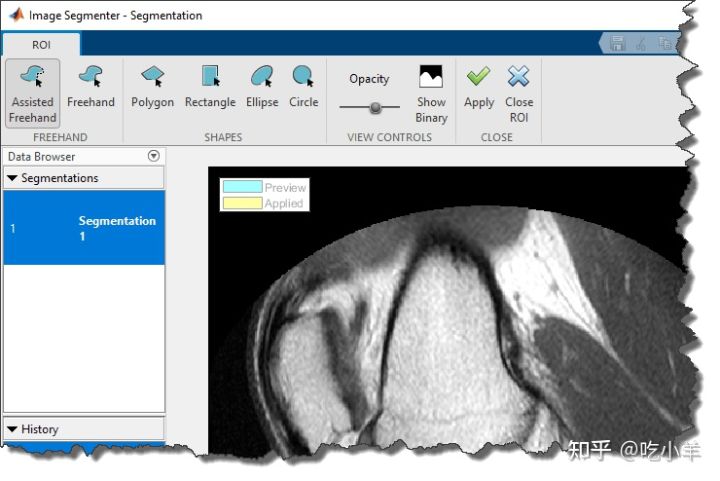 Image Segmenter - Segmentation
ROI
Assisted Freehand
Freehand
Polygon
Rectangle
Ellipse
Circle
Opacity
Show Binary
Apply
Close ROI
FREEHAND
SHAPES
VIEW CONTROLS
CLOSE
Data Browser
Segmentations
1
Segmentation 1
Preview
Applied
History
知乎 @吃小羊